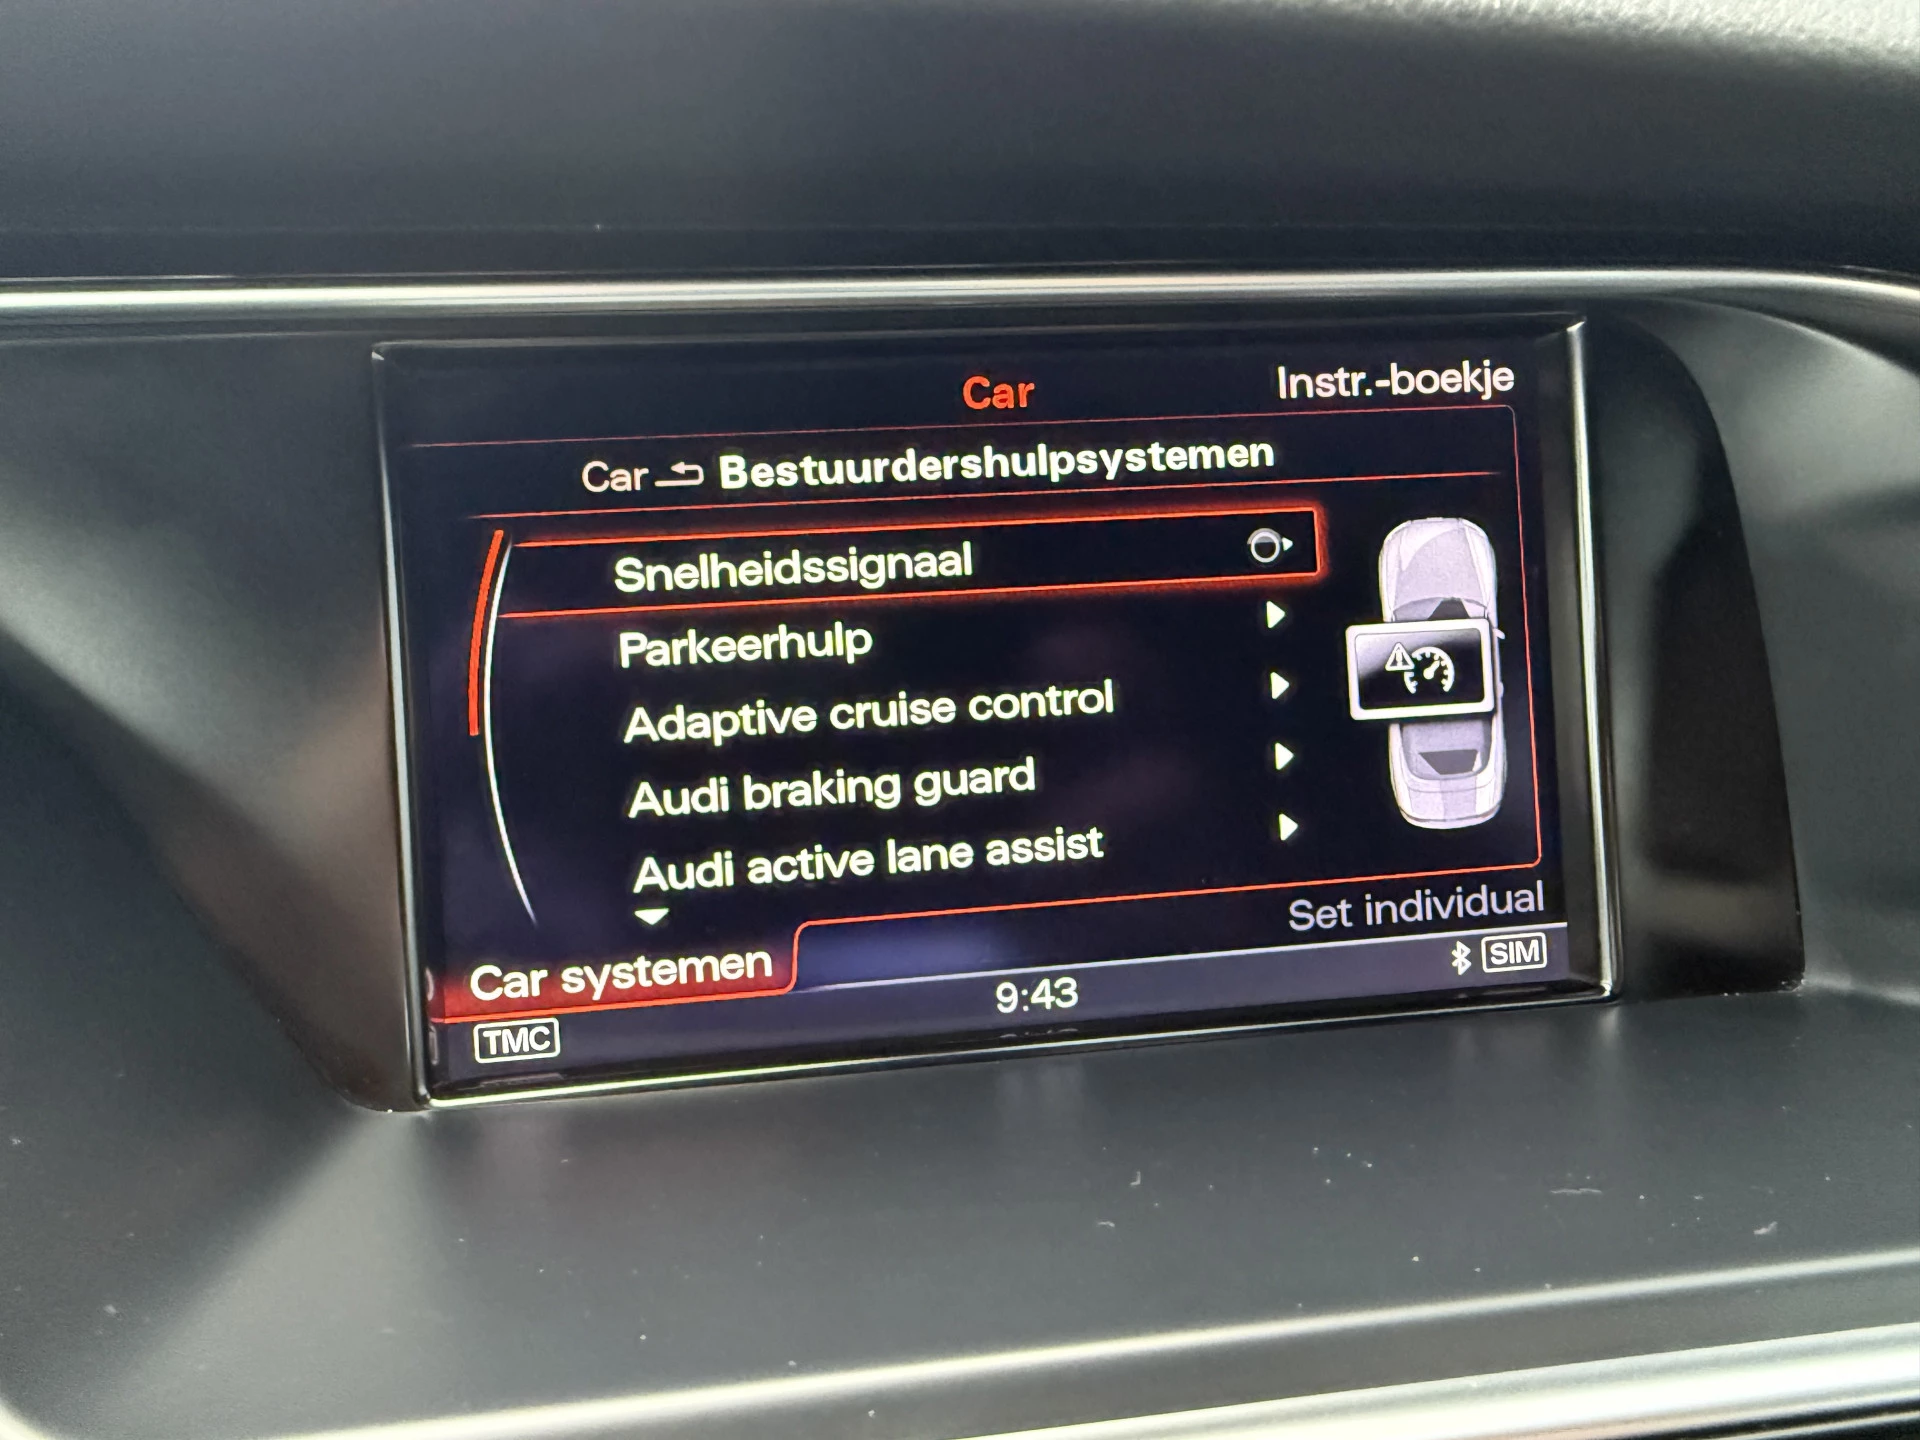 Car
Instr.-boekje
Car Bestuurdershulpsystemen
Snelheidssignaal
Parkeerhulp
Adaptive cruise control
Audi braking guard
Audi active lane assist
Set individual
Car systemen
SIM
9:43
TMC